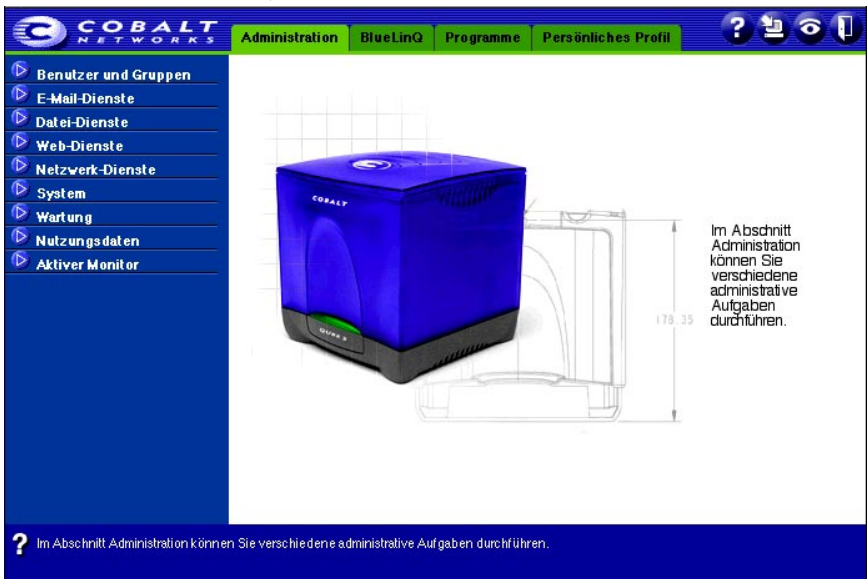 COBALT
NETWORKS
Administration
BlueLinQ
Programme
Persönliches Profil
?
Benutzer und Gruppen
E-Mail-Dienste
Datei-Dienste
Web-Dienste
Netzwerk-Dienste
System
Wartung
Nutzungsdaten
Aktiver Monitor
COBALT
QUBE 3
178.35
Im Abschnitt
Administration
können Sie
verschiedene
administrative
Aufgaben
durchführen.
? Im Abschnitt Administration können Sie verschiedene administrative Aufgaben durchführen.